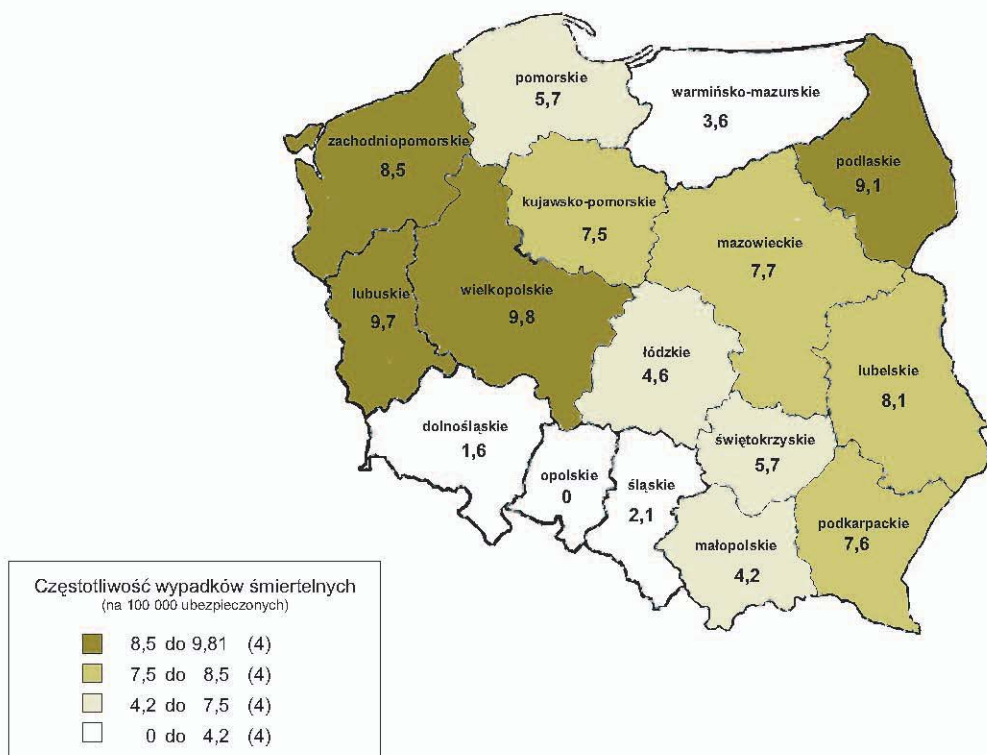 pomorskie
5,7
warmińsko-mazurskie
3,6
zachodniopomorskie
8,5
podlaskie
9,1
kujawsko-pomorskie
7,5
mazowieckie
7,7
lubuskie
9,7
wielkopolskie
9,8
łódzkie
4,6
lubelskie
8,1
dolnośląskie
1,6
opolskie
0
śląskie
2,1
świętokrzyskie
5,7
małopolskie
4,2
podkarpackie
7,6
Częstotliwość wypadków śmiertelnych
(na 100 000 ubezpieczonych)
8,5 do 9,81 (4)
7,5 do 8,5 (4)
4,2 do 7,5 (4)
0 do 4,2 (4)